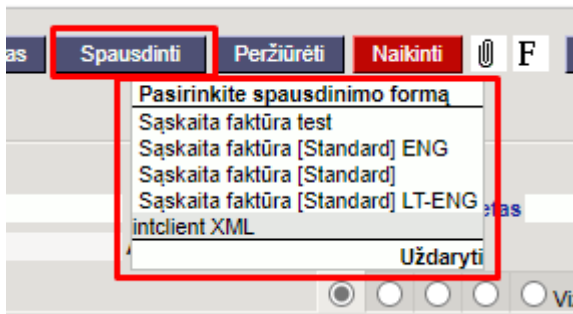 as Spausdinti Peržiūrėti Naikinti F
Pasirinkite spausdinimo formą
Sąskaita faktūra test
Sąskaita faktūra [Standard] ENG
Sąskaita faktūra [Standard]
Sąskaita faktūra [Standard] LT-ENG
intclient XML
Uždaryti